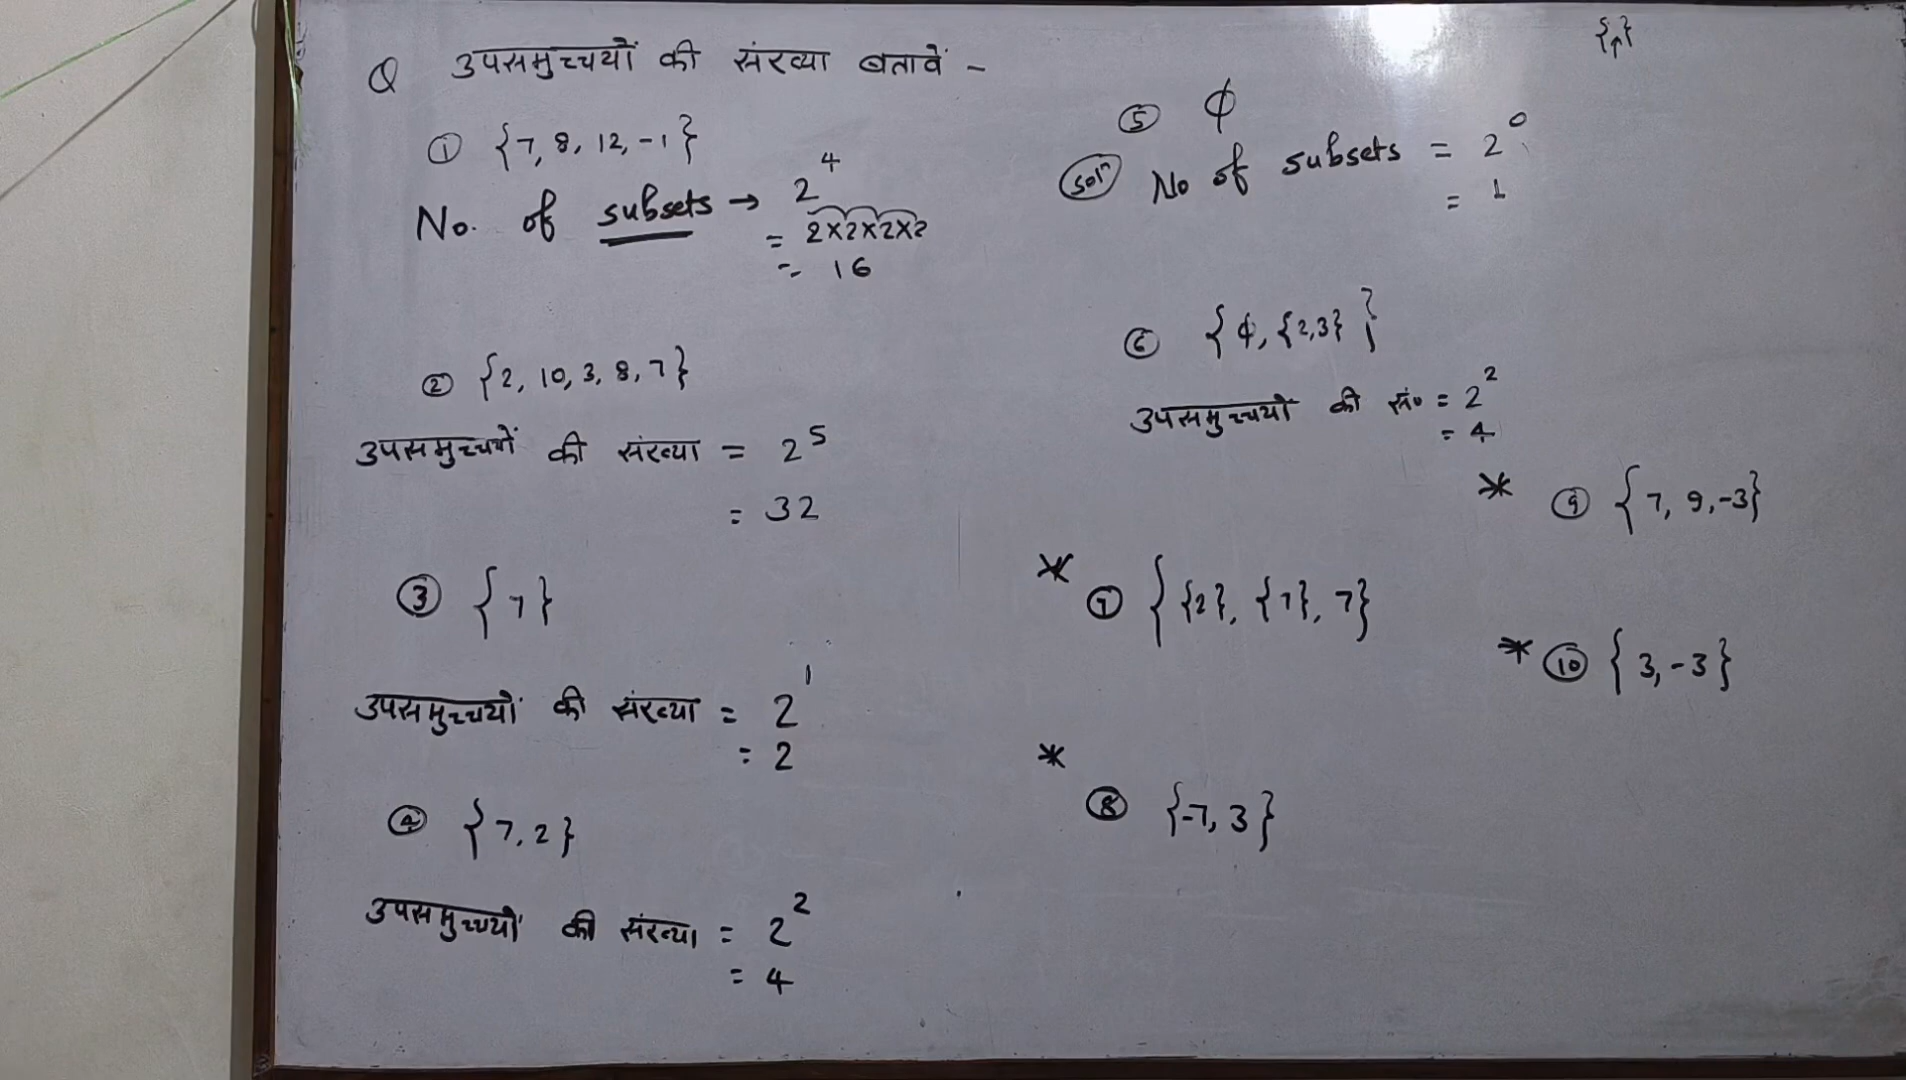 Q उपसमुच्चयों की संख्या बतावें -
① {7, 8, 12, -1}
No. of subsets → 2⁴
= 2×2×2×2
= 16
② {2, 10, 3, 8, 7}
उपसमुच्चयों की संख्या = 2⁵
= 32
③ {7}
उपसमुच्चयों की संख्या = 2¹
= 2
④ {7, 2}
उपसमुच्चयों की संख्या = 2²
= 4
{↑}
⑤ ϕ
Solⁿ No of subsets = 2⁰
= 1
⑥ {ϕ, {2,3}}
उपसमुच्चयों की सं० = 2²
= 4
* ⑨ {7, 9, -3}
* ⑦ {{2}, {7}, 7}
* ⑩ {3, -3}
* ⑧ {-7, 3}